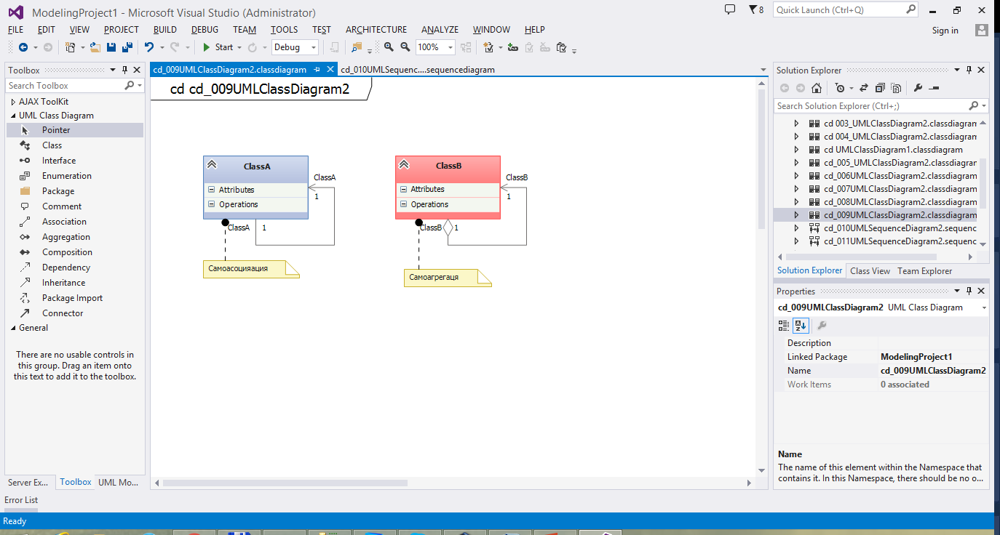 ModelingProject1 - Microsoft Visual Studio (Administrator)
8
Quick Launch (Ctrl+Q)
FILE EDIT VIEW PROJECT BUILD DEBUG TEAM TOOLS TEST ARCHITECTURE ANALYZE WINDOW HELP
Sign in
Start Debug 100%
Toolbox
Search Toolbox
AJAX ToolKit
UML Class Diagram
Pointer
Class
Interface
Enumeration
Package
Comment
Association
Aggregation
Composition
Dependency
Inheritance
Package Import
Connector
General
There are no usable controls in
this group. Drag an item onto
this text to add it to the toolbox.
Server Ex... Toolbox UML Mo...
cd_009UMLClassDiagram2.classdiagram
cd_010UMLSequenc....sequencediagram
cd cd_009UMLClassDiagram2
ClassA
Attributes
Operations
ClassA
1
ClassA 1
Самоасоцияация
ClassB
Attributes
Operations
ClassB
1
ClassB 1
Самоагрегаця
Solution Explorer
Search Solution Explorer (Ctrl+;)
cd 003_UMLClassDiagram2.classdiagram
cd 004_UMLClassDiagram2.classdiagram
cd UMLClassDiagram1.classdiagram
cd_005_UMLClassDiagram2.classdiagram
cd_006UMLClassDiagram2.classdiagram
cd_007UMLClassDiagram2.classdiagram
cd_008UMLClassDiagram2.classdiagram
cd_009UMLClassDiagram2.classdiagram
cd_010UMLSequenceDiagram2.sequenc
cd_011UMLSequenceDiagram2.sequenc
Solution Explorer Class View Team Explorer
Properties
cd_009UMLClassDiagram2 UML Class Diagram
Description
Linked Package ModelingProject1
Name cd_009UMLClassDiagram2
Work Items 0 associated
Name
The name of this element within the Namespace that
contains it. In this Namespace, there should be no o...
Error List
Ready